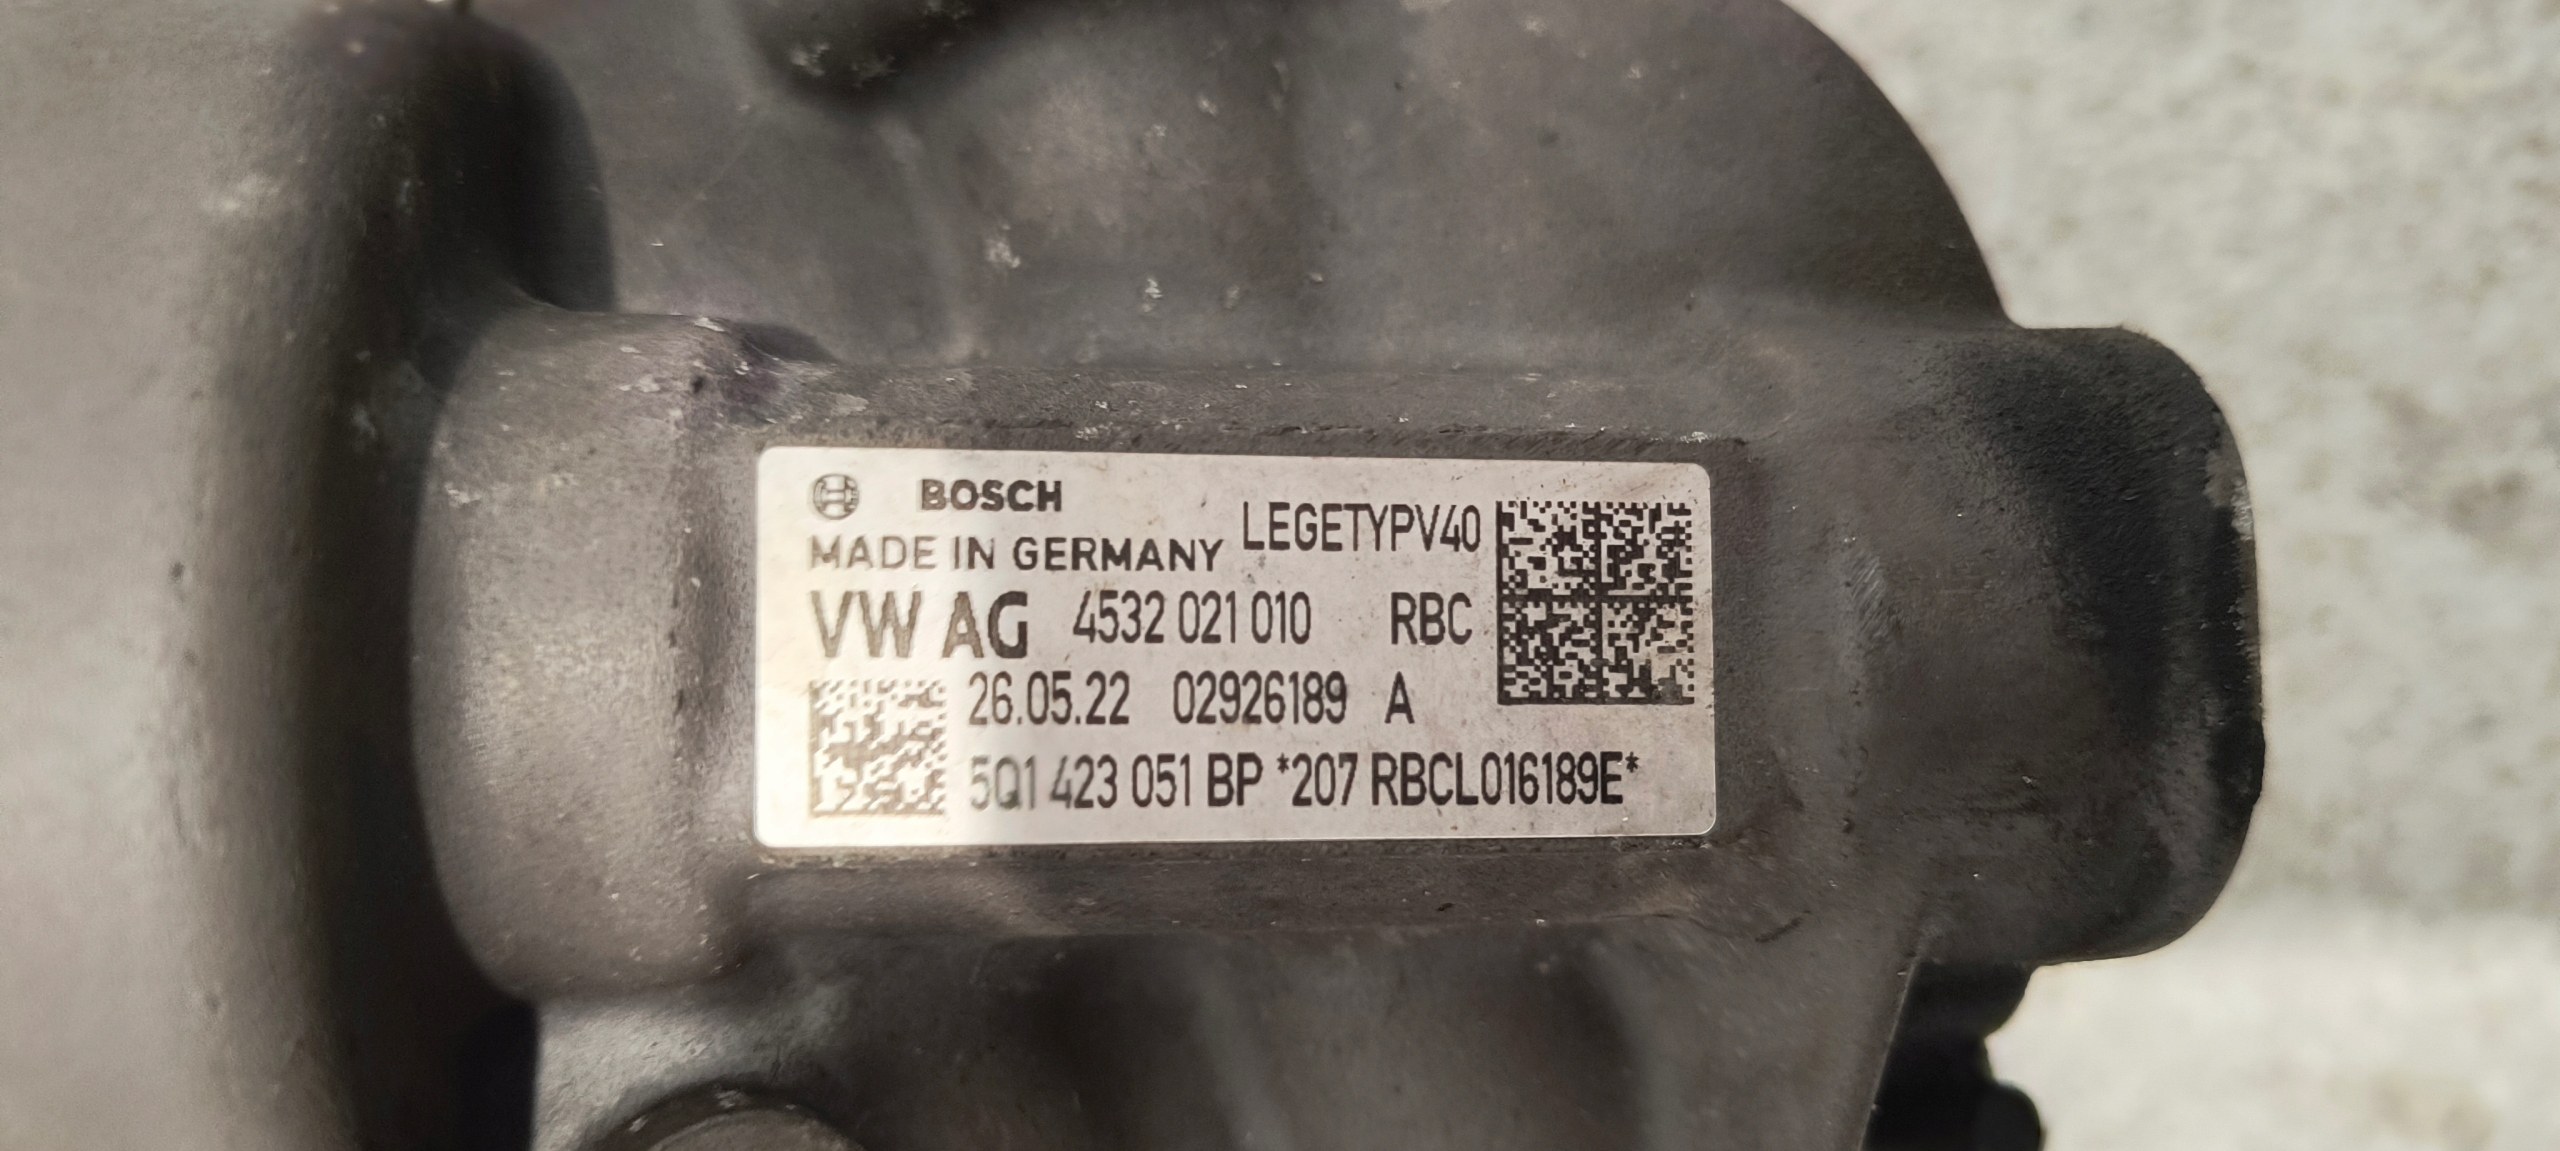 BOSCH
LEGETYPV40
MADE IN GERMANY
VW AG 4532 021 010 RBC
26.05.22 02926189 A
5Q1 423 051 BP *207 RBCL016189E*